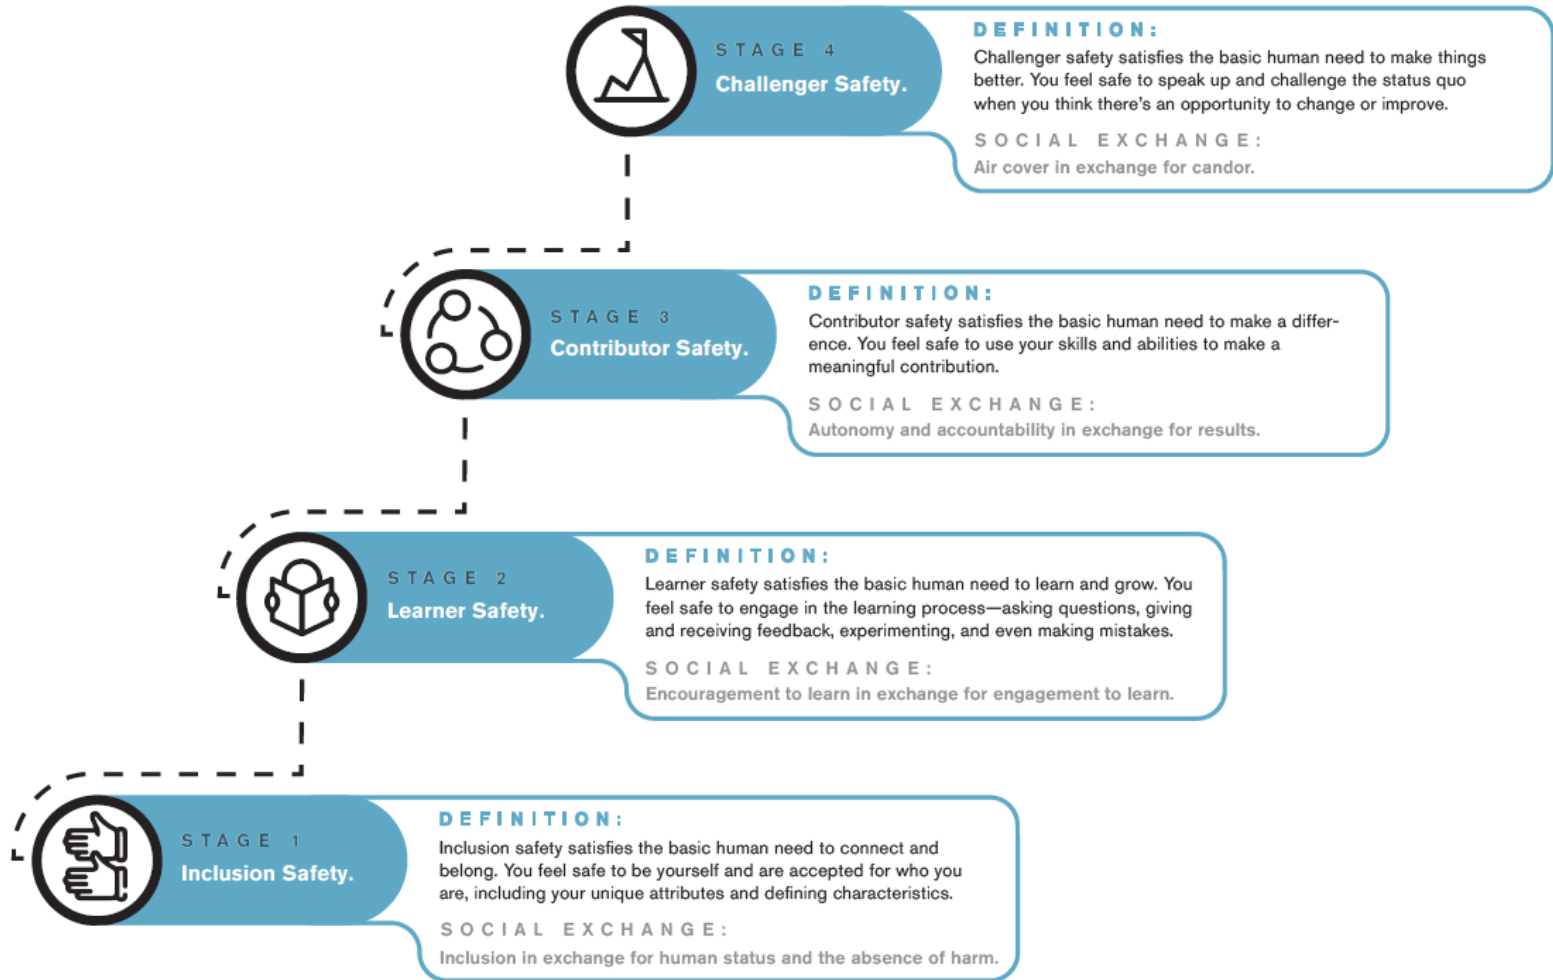 STAGE 4
Challenger Safety.
DEFINITION:
Challenger safety satisfies the basic human need to make things
better. You feel safe to speak up and challenge the status quo
when you think there's an opportunity to change or improve.
SOCIAL EXCHANGE:
Air cover in exchange for candor.
STAGE 3
Contributor Safety.
DEFINITION:
Contributor safety satisfies the basic human need to make a differ-
ence. You feel safe to use your skills and abilities to make a
meaningful contribution.
SOCIAL EXCHANGE:
Autonomy and accountability in exchange for results.
STAGE 2
Learner Safety.
DEFINITION:
Learner safety satisfies the basic human need to learn and grow. You
feel safe to engage in the learning process—asking questions, giving
and receiving feedback, experimenting, and even making mistakes.
SOCIAL EXCHANGE:
Encouragement to learn in exchange for engagement to learn.
STAGE 1
Inclusion Safety.
DEFINITION:
Inclusion safety satisfies the basic human need to connect and
belong. You feel safe to be yourself and are accepted for who you
are, including your unique attributes and defining characteristics.
SOCIAL EXCHANGE:
Inclusion in exchange for human status and the absence of harm.